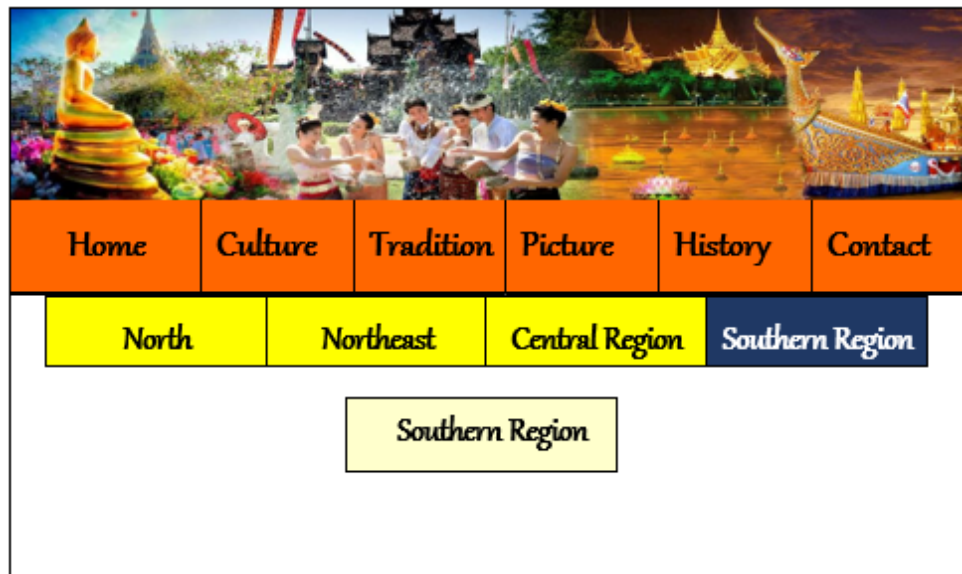 Home Culture Tradition Picture History Contact
North Northeast Central Region Southern Region
Southern Region